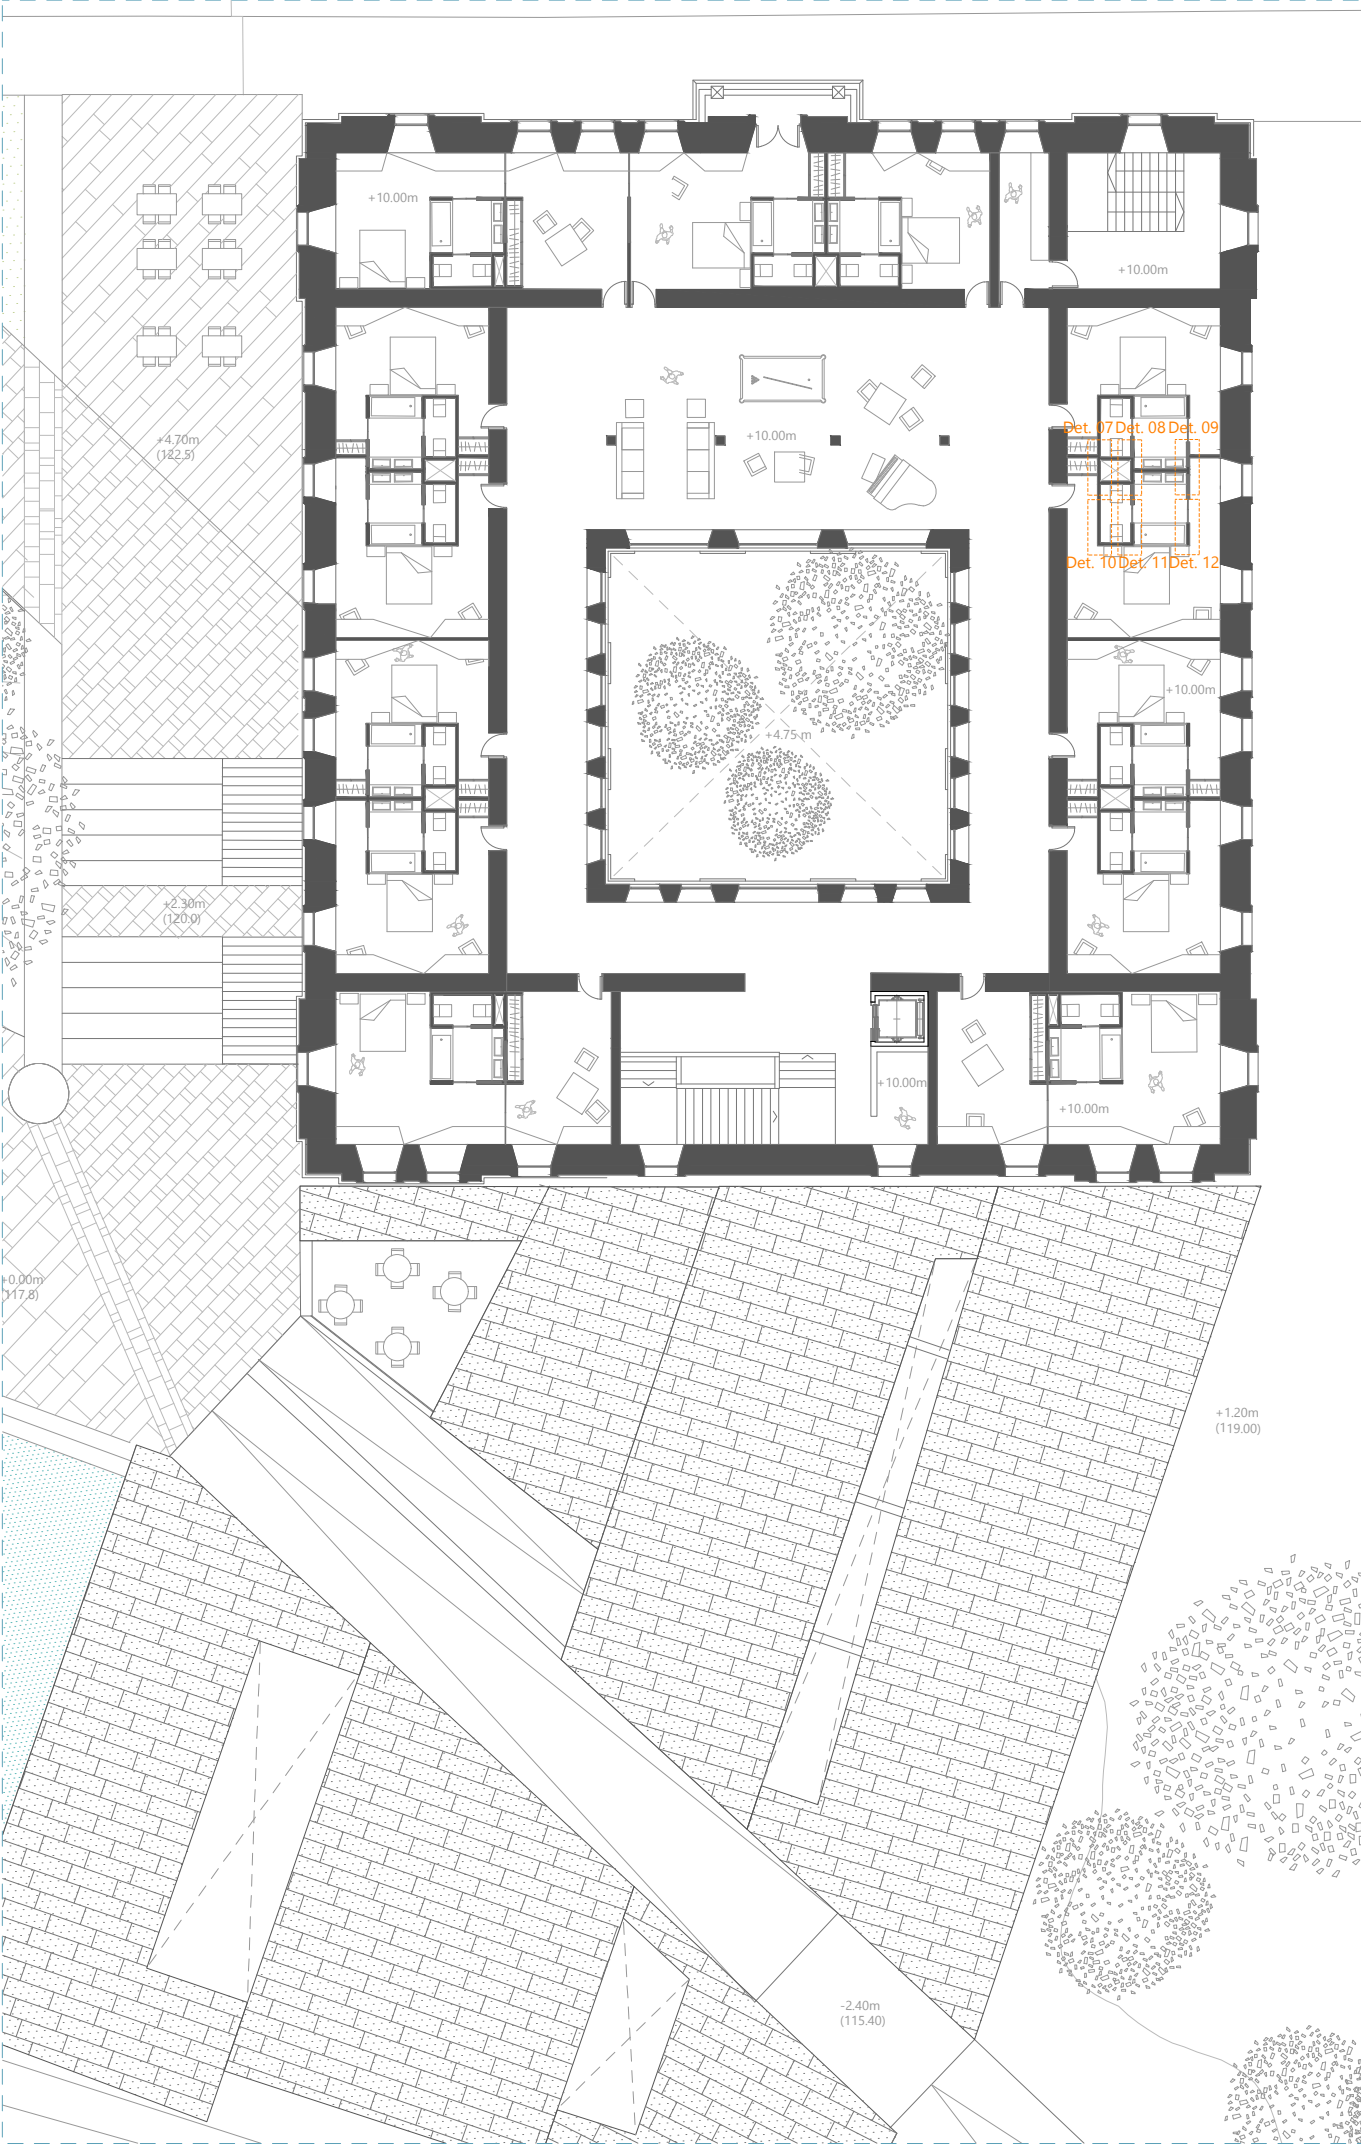 +10.00m
+10.00m
Det. 07 Det. 08 Det. 09
+4.70m
(122.5)
+10.00m
Det. 10 Det. 11 Det. 12
+10.00m
+4.75 m
+2.30m
(120.0)
+10.00m
+10.00m
+0.00m
(117.8)
+1.20m
(119.00)
-2.40m
(115.40)